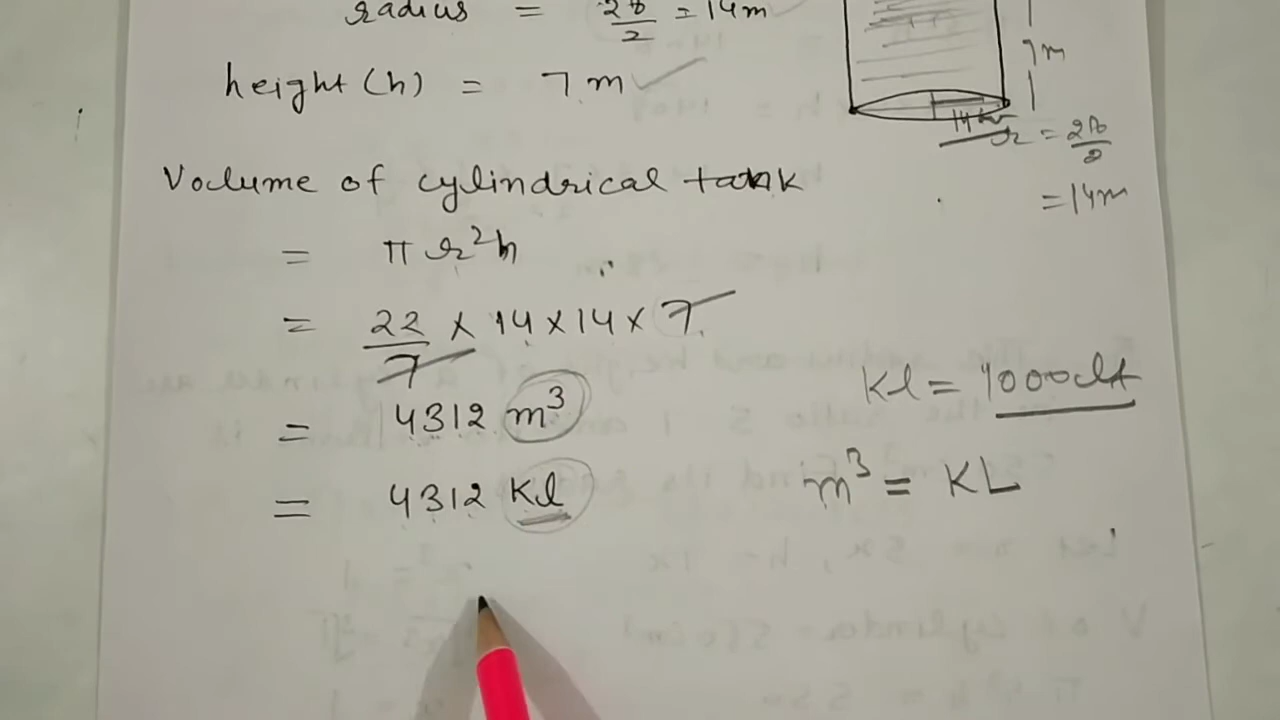 radius = 28/2 = 14m
height (h) = 7 m
7m
14m
r = 28/2
= 14m
Volume of cylindrical tank
= πr²h
= 22/7 × 14 × 14 × 7
= 4312 m³
= 4312 Kl
Kl = 1000 lt
m³ = KL